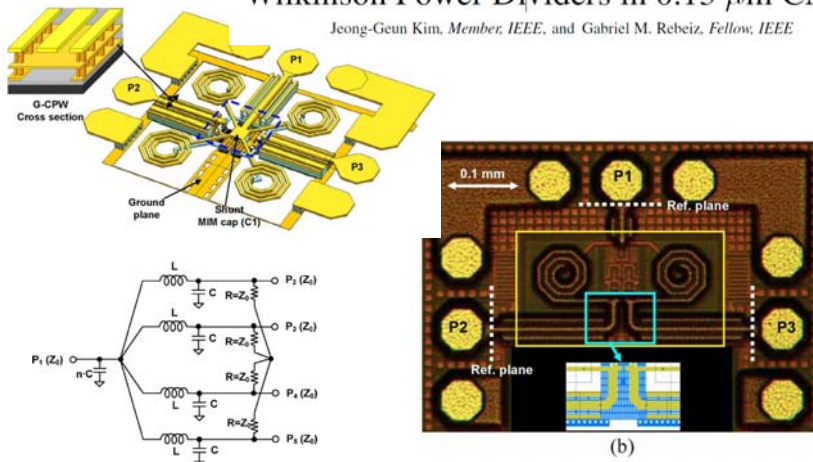 Wilkinson Power Dividers in 0.13 μm C
Jeong-Geun Kim, Member, IEEE, and Gabriel M. Rebeiz, Fellow, IEEE
P1
P2
G-CPW
Cross section
P3
Ground
plane
Shunt
MIM cap (C1)
0.1 mm
P1
Ref. plane
P2
P3
Ref. plane
(b)
L
P₂ (Z₀)
C
R=Z₀
L
P₃ (Z₀)
C
R=Z₀
P₁ (Z₀)
n·C
R=Z₀
L
P₄ (Z₀)
C
R=Z₀
L
P₅ (Z₀)
C